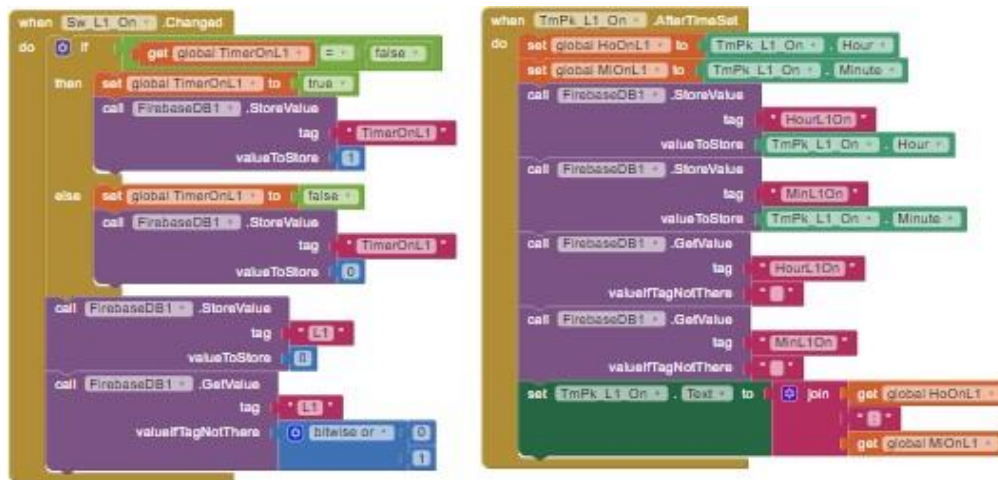 when Sw_L1_On .Changed
do if get global TimerOnL1 = false
then set global TimerOnL1 to true
call FirebaseDB1 .StoreValue
tag " TimerOnL1 "
valueToStore 1
else set global TimerOnL1 to false
call FirebaseDB1 .StoreValue
tag " TimerOnL1 "
valueToStore 0
call FirebaseDB1 .StoreValue
tag " L1 "
valueToStore
call FirebaseDB1 .GetValue
tag " L1 "
valueIfTagNotThere bitwise or 0
1
when TmPk_L1_On .AfterTimeSet
do set global HoOnL1 to TmPk_L1_On . Hour
set global MiOnL1 to TmPk_L1_On . Minute
call FirebaseDB1 .StoreValue
tag " HourL1On "
valueToStore TmPk_L1_On . Hour
call FirebaseDB1 .StoreValue
tag " MinL1On "
valueToStore TmPk_L1_On . Minute
call FirebaseDB1 .GetValue
tag " HourL1On "
valueIfTagNotThere " "
call FirebaseDB1 .GetValue
tag " MinL1On "
valueIfTagNotThere " "
set TmPk_L1_On . Text to join get global HoOnL1
" : "
get global MiOnL1